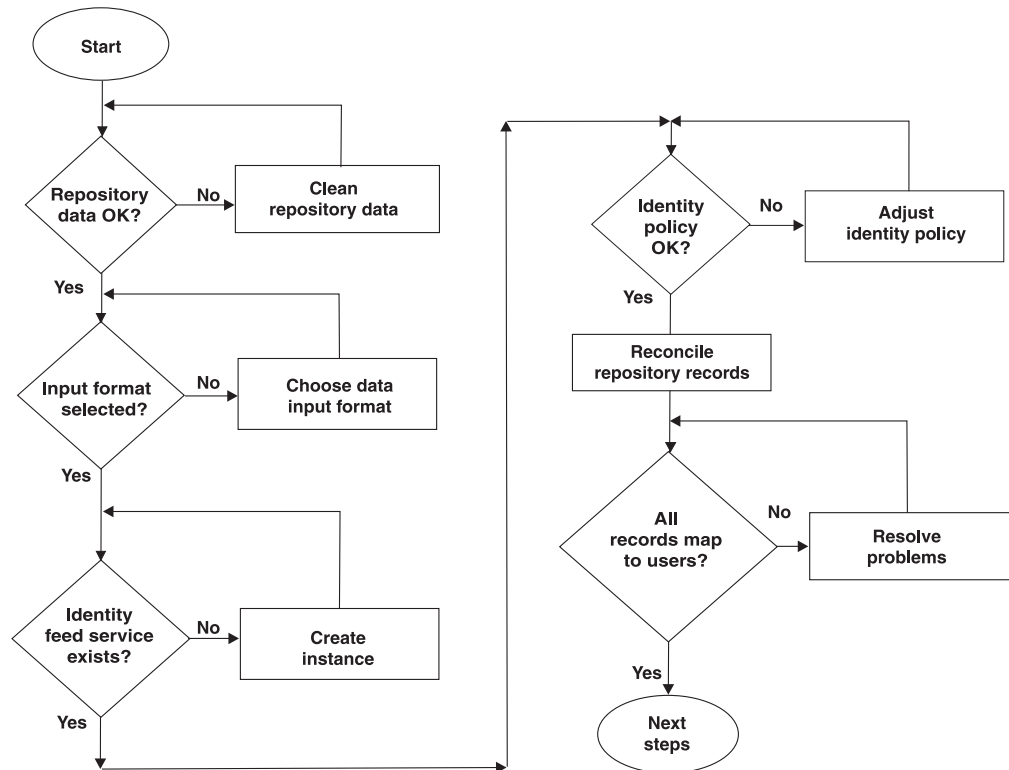 Start
Repository
data OK?
No
Clean
repository data
Yes
Input format
selected?
No
Choose data
input format
Yes
Identity
feed service
exists?
No
Create
instance
Yes
Identity
policy
OK?
No
Adjust
identity policy
Yes
Reconcile
repository records
All
records map
to users?
No
Resolve
problems
Yes
Next
steps